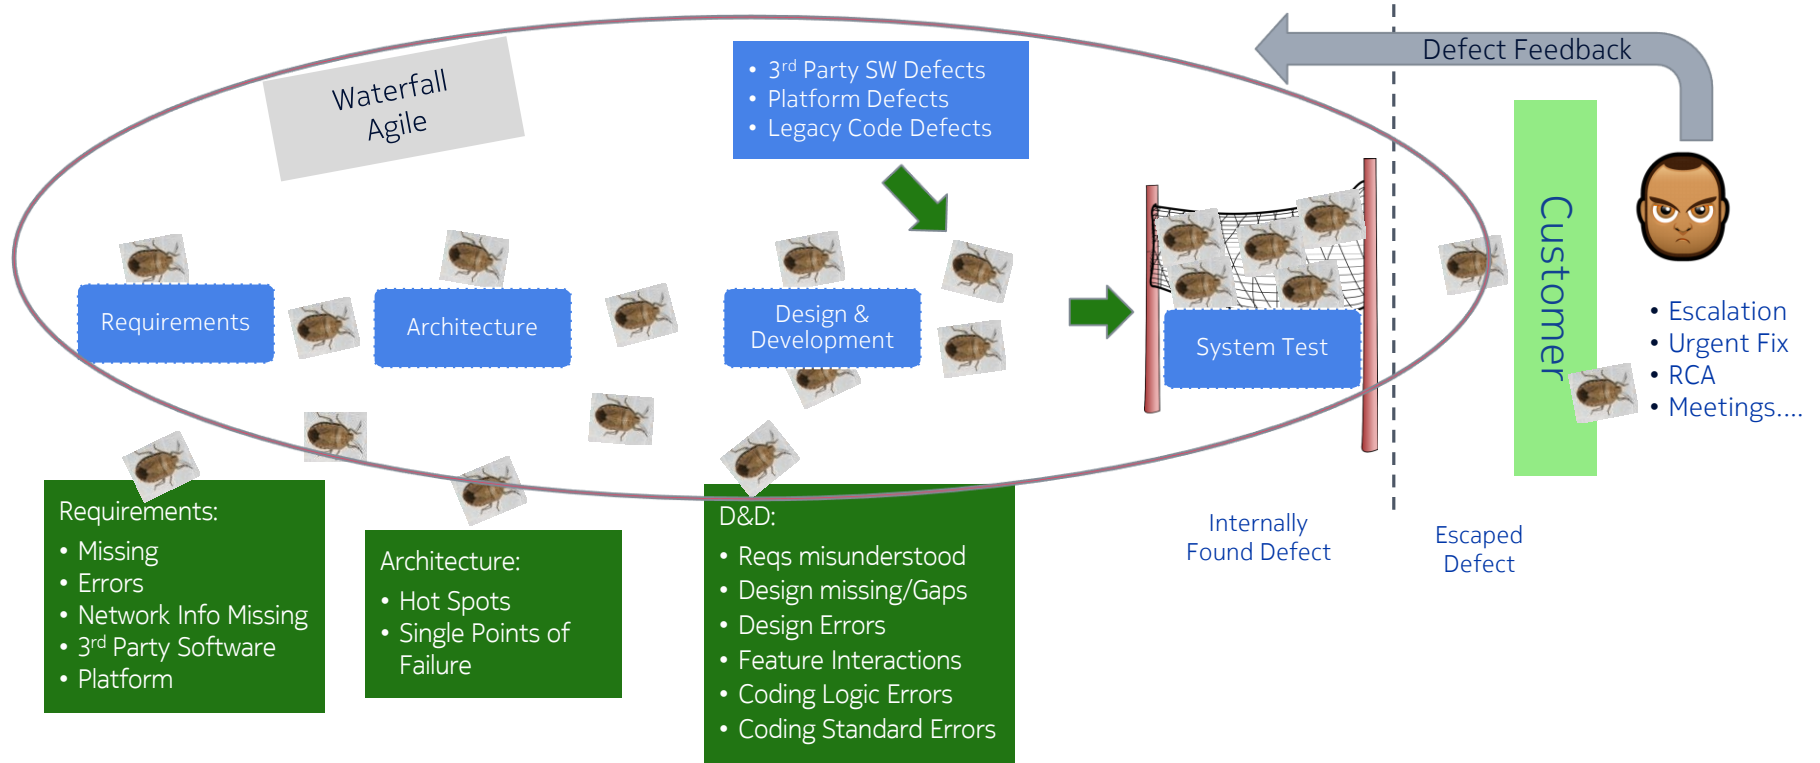 Waterfall
Agile
• 3rd Party SW Defects
• Platform Defects
• Legacy Code Defects
Defect Feedback
Requirements
Architecture
Design &
Development
System Test
Customer
• Escalation
• Urgent Fix
• RCA
• Meetings....
Requirements:
• Missing
• Errors
• Network Info Missing
• 3rd Party Software
• Platform
Architecture:
• Hot Spots
• Single Points of
Failure
D&D:
• Reqs misunderstood
• Design missing/Gaps
• Design Errors
• Feature Interactions
• Coding Logic Errors
• Coding Standard Errors
Internally
Found Defect
Escaped
Defect